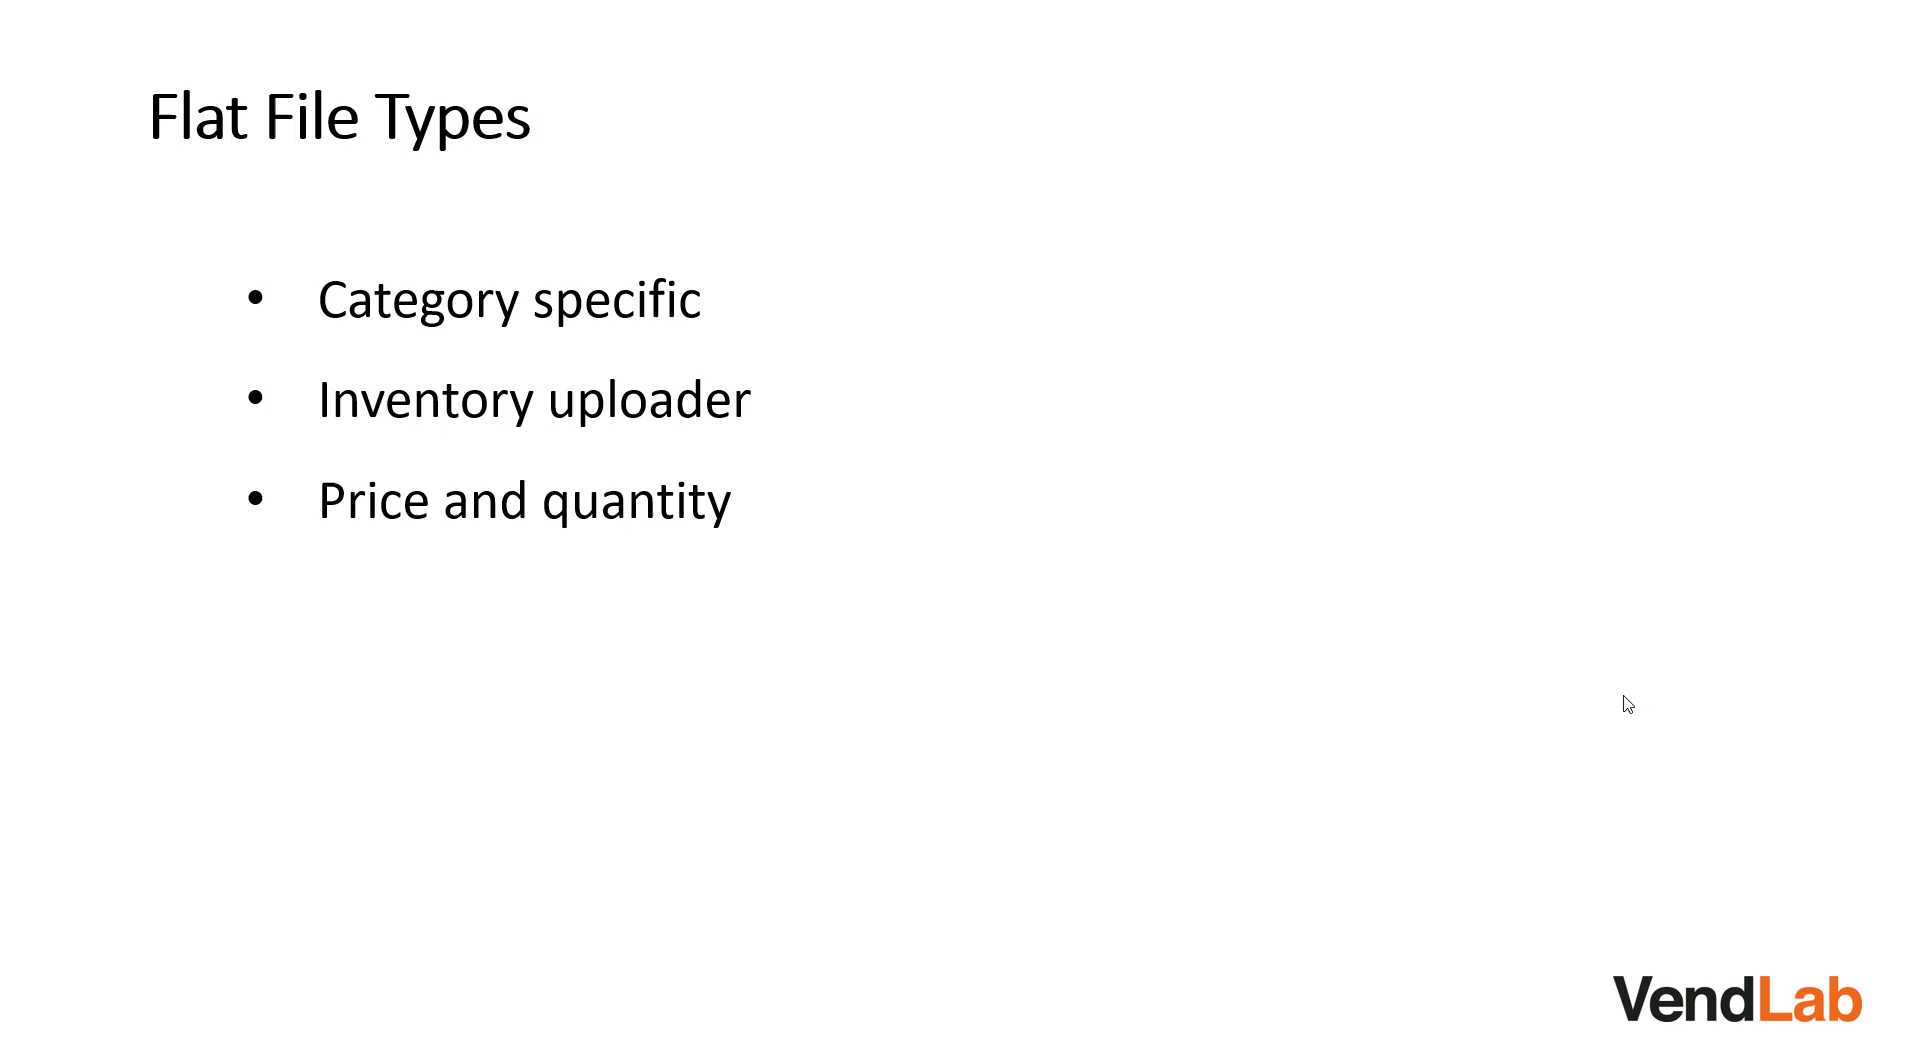 Flat File Types
• Category specific
• Inventory uploader
• Price and quantity
VendLab